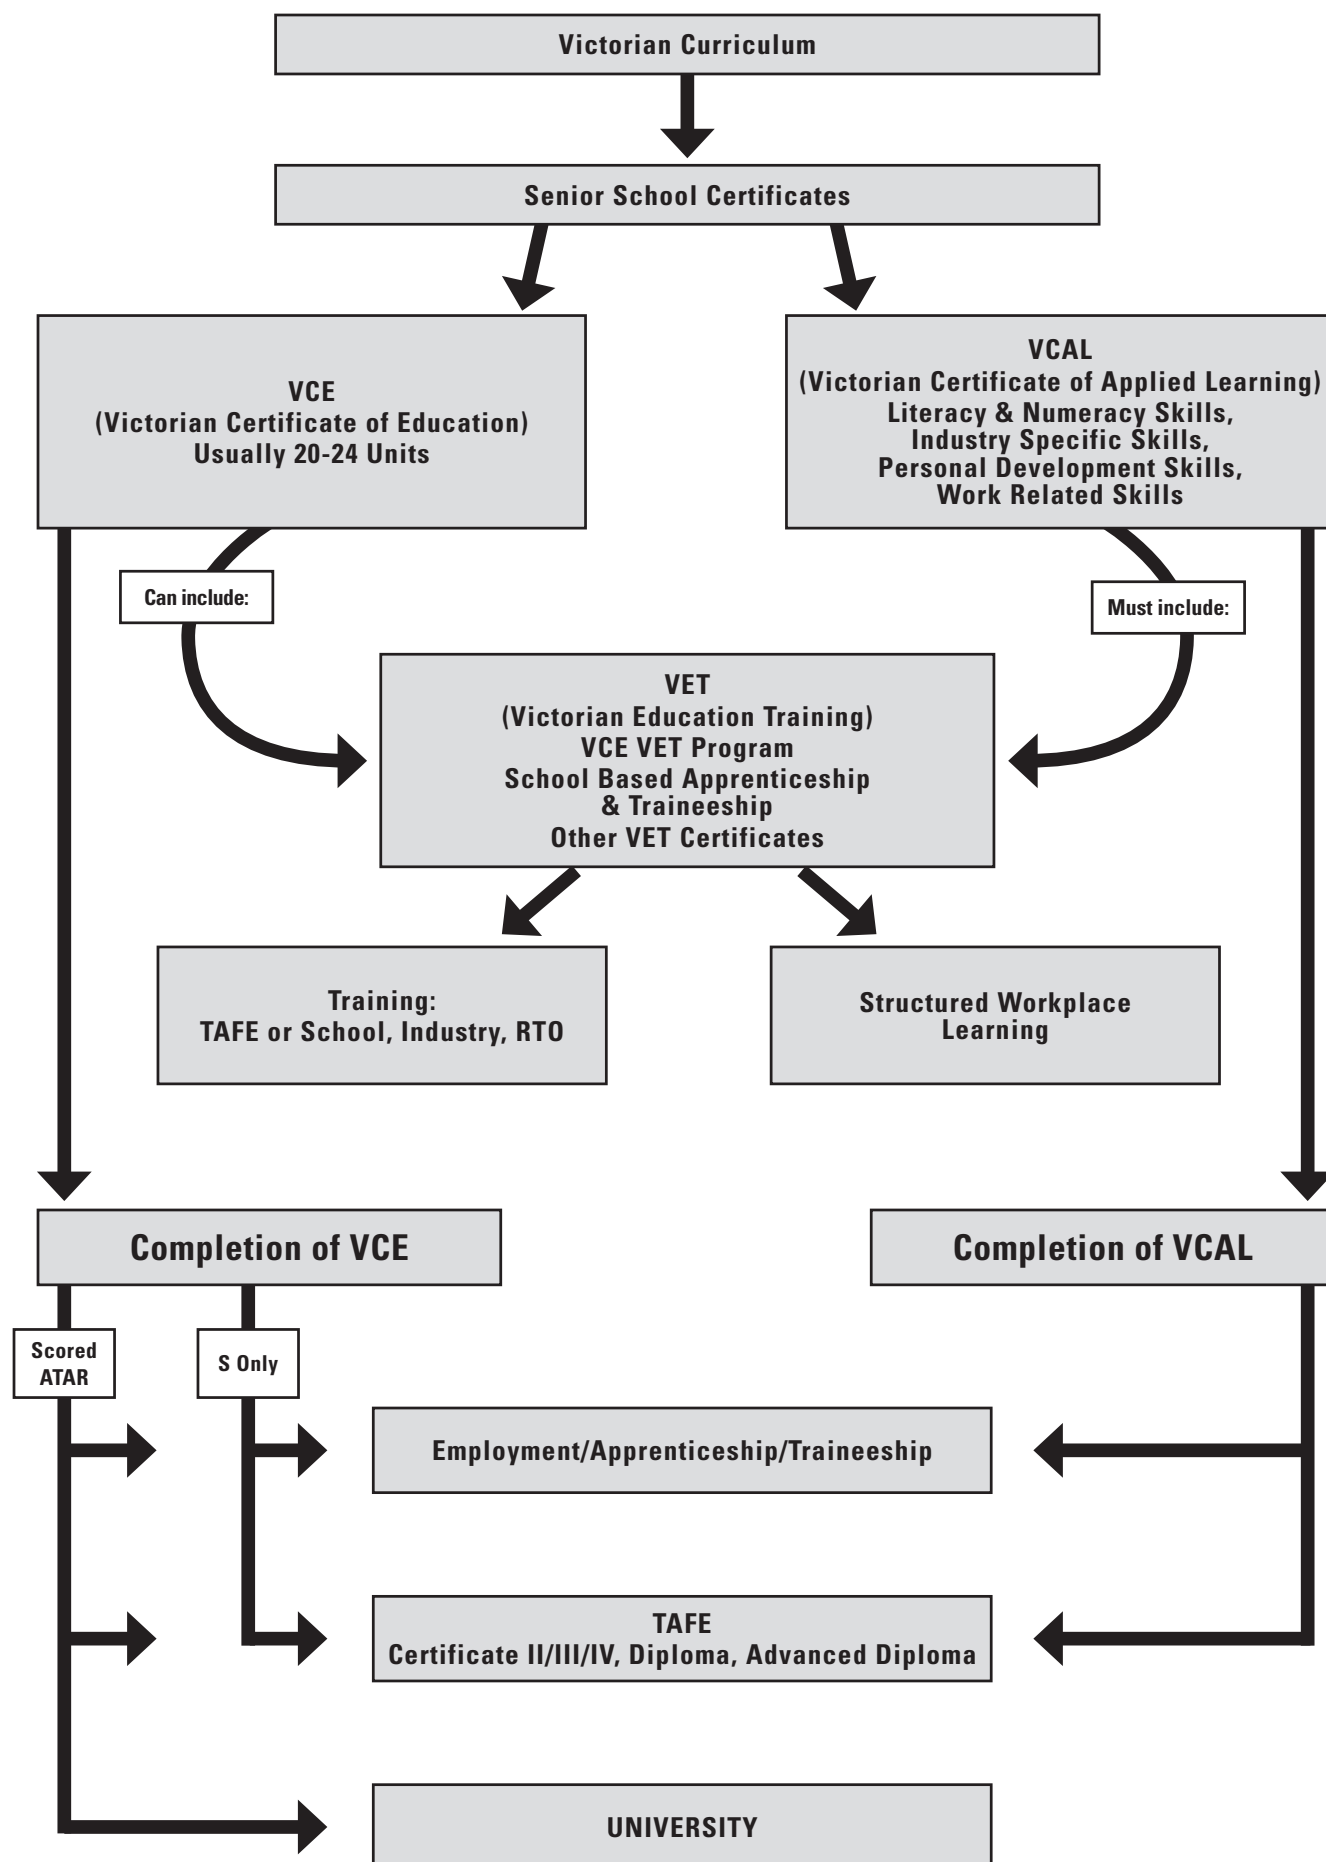 Victorian Curriculum
Senior School Certificates
VCE
(Victorian Certificate of Education)
Usually 20-24 Units
VCAL
(Victorian Certificate of Applied Learning)
Literacy & Numeracy Skills,
Industry Specific Skills,
Personal Development Skills,
Work Related Skills
Can include:
Must include:
VET
(Victorian Education Training)
VCE VET Program
School Based Apprenticeship
& Traineeship
Other VET Certificates
Training:
TAFE or School, Industry, RTO
Structured Workplace
Learning
Completion of VCE
Completion of VCAL
Scored
ATAR
S Only
Employment/Apprenticeship/Traineeship
TAFE
Certificate II/III/IV, Diploma, Advanced Diploma
UNIVERSITY